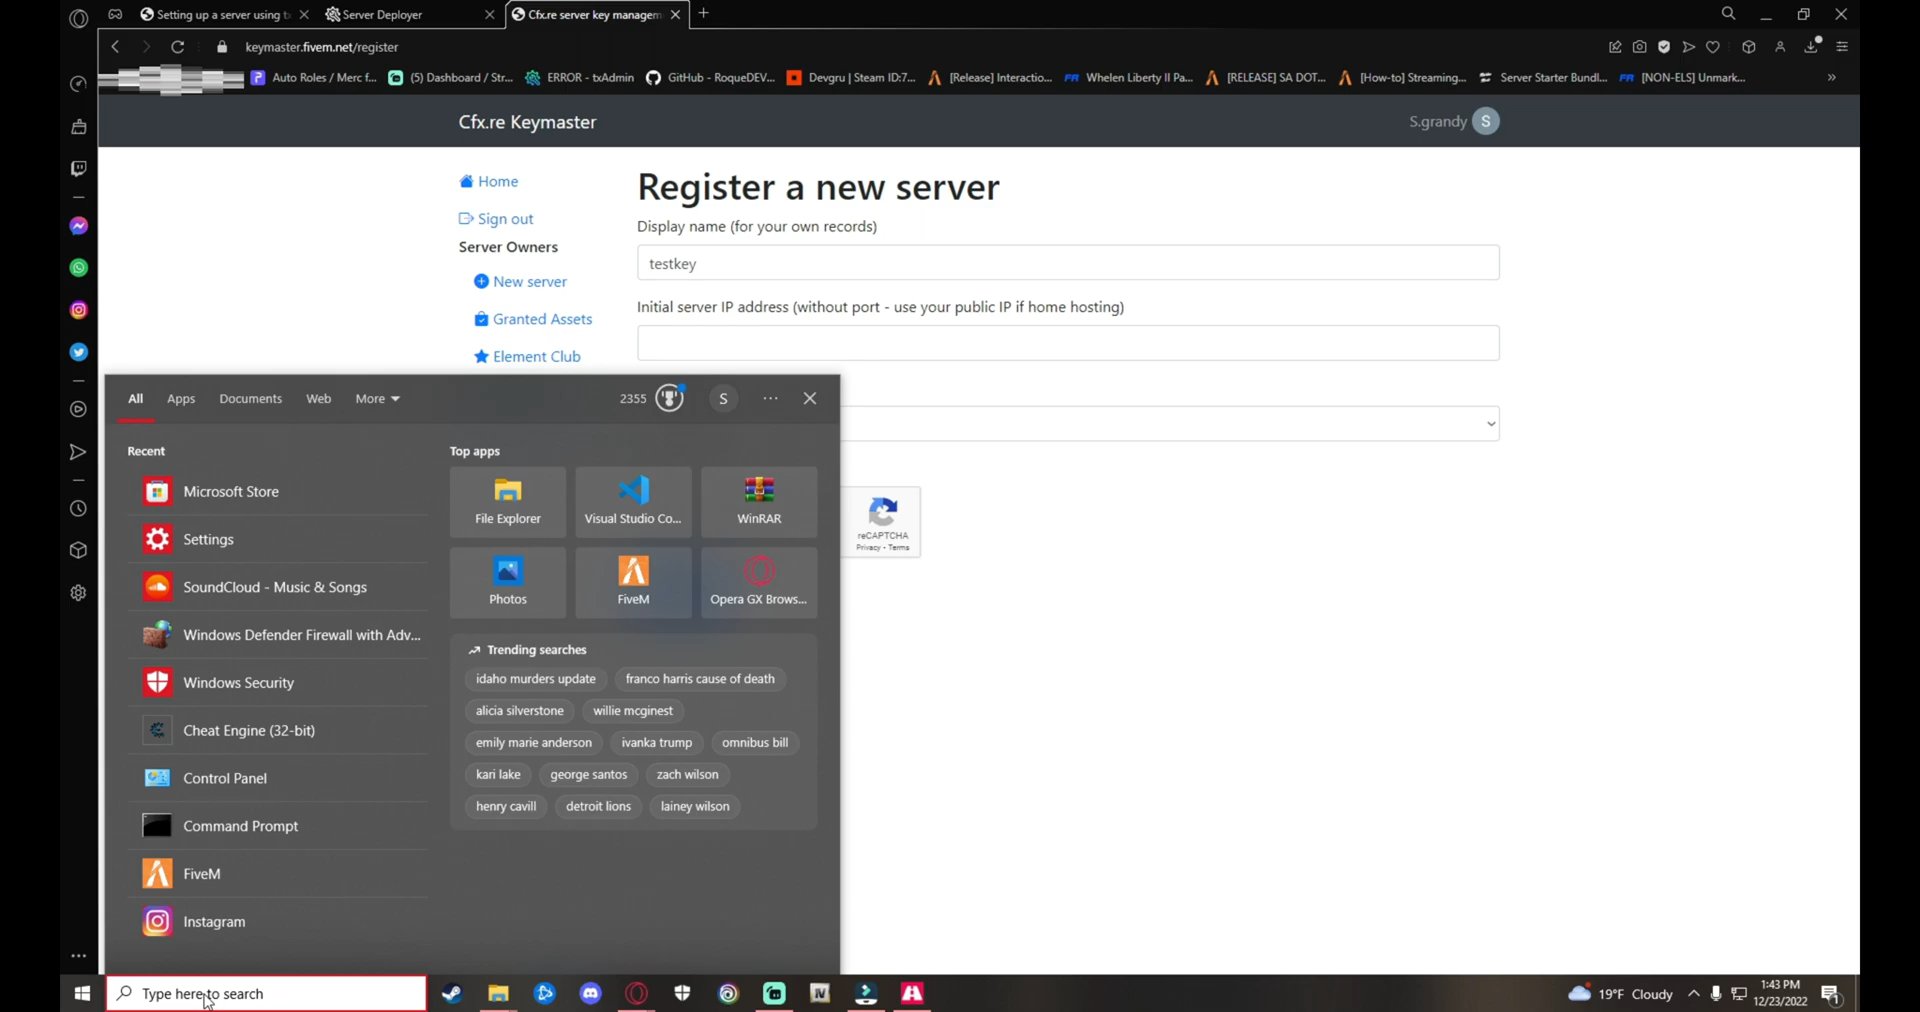 Setting up a server using t
Server Deployer
Cfx.re server key managem
keymaster.fivem.net/register
Auto Roles / Merc f...
(5) Dashboard / Str...
ERROR - txAdmin
GitHub - RoqueDEV...
Devgru | Steam ID:7...
[Release] Interactio...
Whelen Liberty II Pa...
[RELEASE] SA DOT...
[How-to] Streaming...
Server Starter Bundl...
[NON-ELS] Unmark...
Cfx.re Keymaster
S.grandy
S
Home
Sign out
Server Owners
New server
Granted Assets
Element Club
Register a new server
Display name (for your own records)
testkey
Initial server IP address (without port - use your public IP if home hosting)
reCAPTCHA
Privacy - Terms
All
Apps
Documents
Web
More
2355
S
Recent
Microsoft Store
Settings
SoundCloud - Music & Songs
Windows Defender Firewall with Adv...
Windows Security
Cheat Engine (32-bit)
Control Panel
Command Prompt
FiveM
Instagram
Top apps
File Explorer
Visual Studio Co...
WinRAR
Photos
FiveM
Opera GX Brows...
Trending searches
idaho murders update
franco harris cause of death
alicia silverstone
willie mcginest
emily marie anderson
ivanka trump
omnibus bill
kari lake
george santos
zach wilson
henry cavill
detroit lions
lainey wilson
Type here to search
IV
19°F Cloudy
1:43 PM
12/23/2022
1